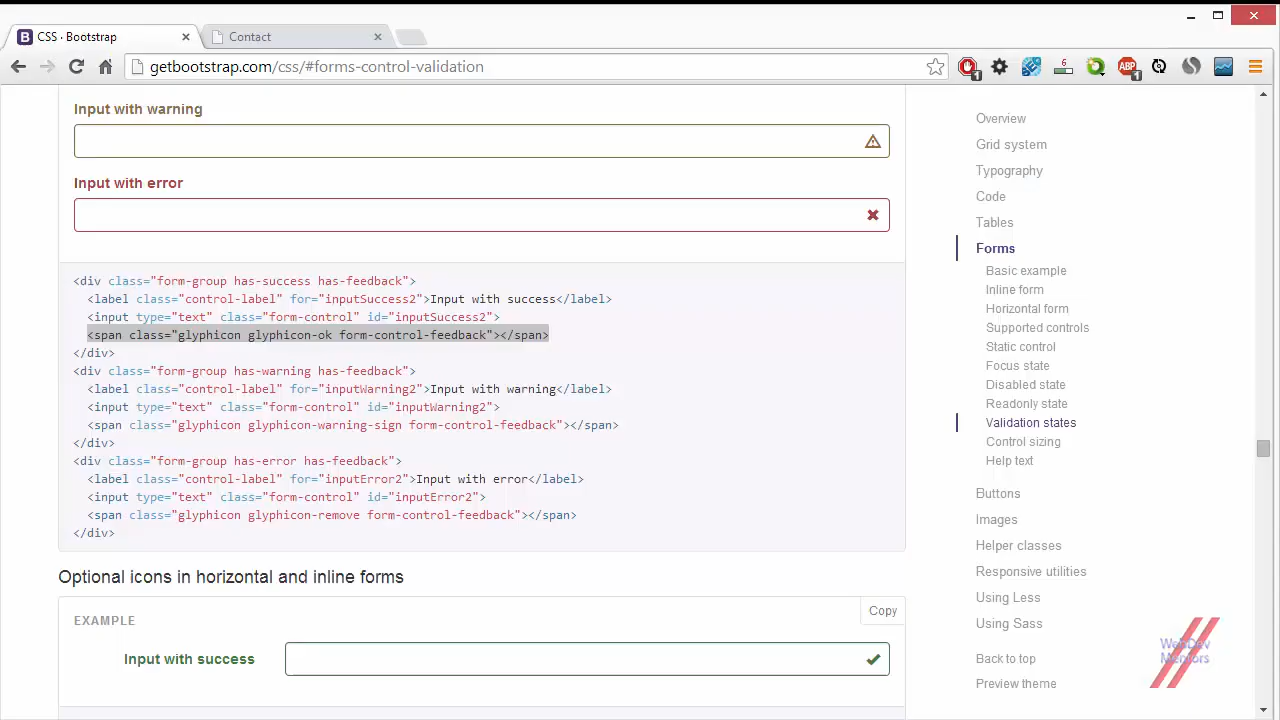 CSS · Bootstrap
Contact
getbootstrap.com/css/#forms-control-validation
1
6
ABP
1
Input with warning
Input with error
<div class="form-group has-success has-feedback">
<label class="control-label" for="inputSuccess2">Input with success</label>
<input type="text" class="form-control" id="inputSuccess2">
<span class="glyphicon glyphicon-ok form-control-feedback"></span>
</div>
<div class="form-group has-warning has-feedback">
<label class="control-label" for="inputWarning2">Input with warning</label>
<input type="text" class="form-control" id="inputWarning2">
<span class="glyphicon glyphicon-warning-sign form-control-feedback"></span>
</div>
<div class="form-group has-error has-feedback">
<label class="control-label" for="inputError2">Input with error</label>
<input type="text" class="form-control" id="inputError2">
<span class="glyphicon glyphicon-remove form-control-feedback"></span>
</div>
Optional icons in horizontal and inline forms
EXAMPLE
Copy
Input with success
Overview
Grid system
Typography
Code
Tables
Forms
Basic example
Inline form
Horizontal form
Supported controls
Static control
Focus state
Disabled state
Readonly state
Validation states
Control sizing
Help text
Buttons
Images
Helper classes
Responsive utilities
Using Less
Using Sass
Back to top
Preview theme
WebDev
Mentors